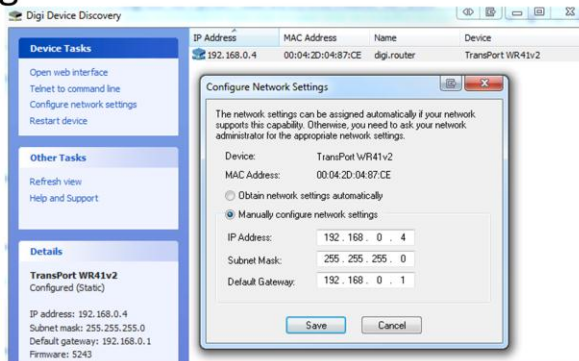 Digi Device Discovery
IP Address MAC Address Name Device
192.168.0.4 00:04:2D:04:87:CE digi.router TransPort WR41v2
Device Tasks
Open web interface
Telnet to command line
Configure network settings
Restart device
Other Tasks
Refresh view
Help and Support
Details
TransPort WR41v2
Configured (Static)
IP address: 192.168.0.4
Subnet mask: 255.255.255.0
Default gateway: 192.168.0.1
Firmware: 5243
Configure Network Settings
The network settings can be assigned automatically if your network
supports this capability. Otherwise, you need to ask your network
administrator for the appropriate network settings.
Device: TransPort WR41v2
MAC Address: 00:04:2D:04:87:CE
Obtain network settings automatically
Manually configure network settings
IP Address: 192 . 168 . 0 . 4
Subnet Mask: 255 . 255 . 255 . 0
Default Gateway: 192 . 168 . 0 . 1
Save Cancel